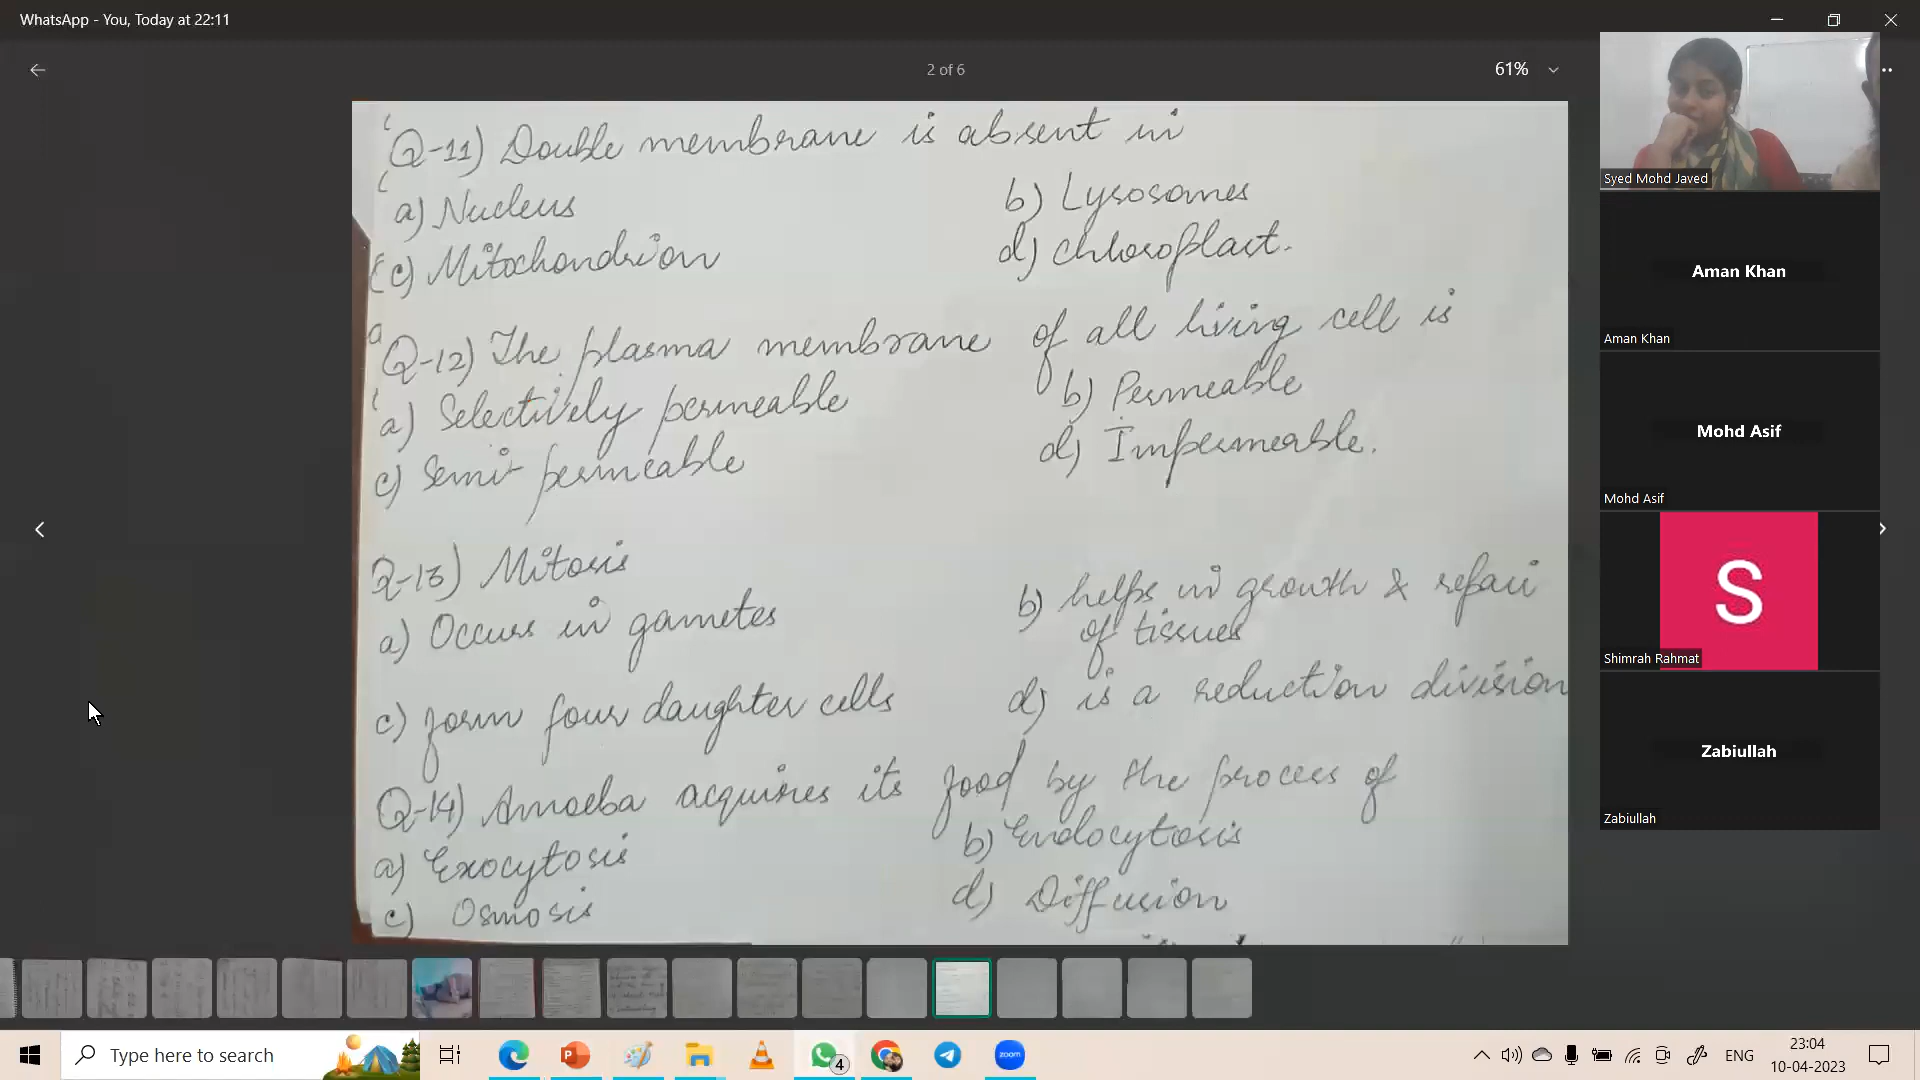 WhatsApp - You, Today at 22:11
2 of 6
61%
Q-11) Double membrane is absent in
a) Nucleus
b) Lysosomes
c) Mitochondrion
d) chloroplast.
Q-12) The plasma membrane of all living cell is
a) Selectively permeable
b) Permeable
c) Semi-permeable
d) Impermeable.
Q-13) Mitosis
a) Occurs in gametes
b) helps in growth & repair
of tissues
c) form four daughter cells
d) is a reduction division
Q-14) Amoeba acquires its food by the process of
a) Exocytosis
b) Endocytosis
c) Osmosis
d) Diffusion
Syed Mohd Javed
Aman Khan
Aman Khan
Mohd Asif
Mohd Asif
S
Shimrah Rahmat
Zabiullah
Zabiullah
Type here to search
4
zoom
ENG
23:04
10-04-2023